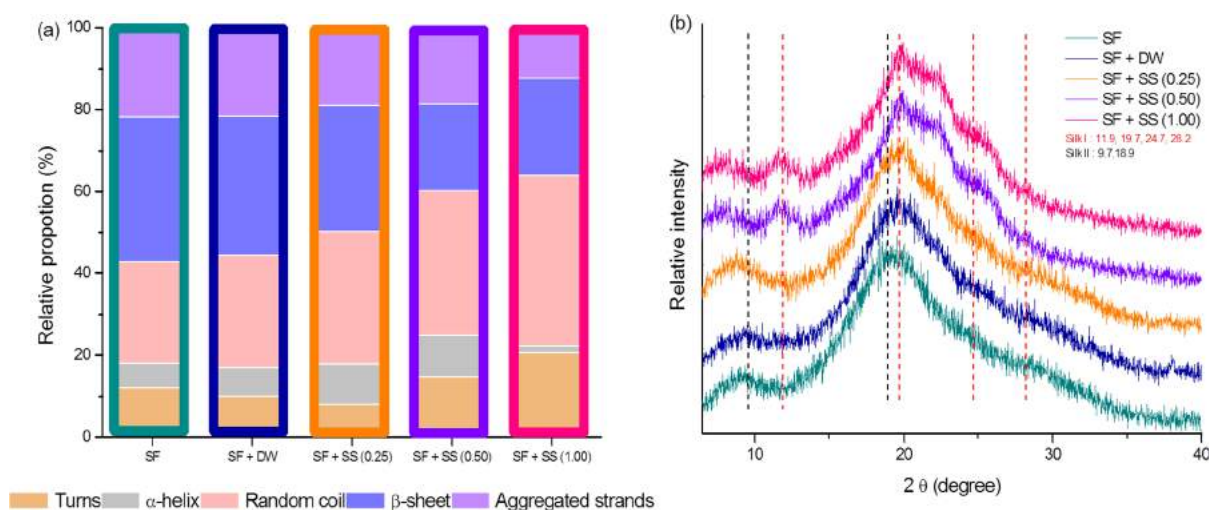 (a)
Relative propotion (%)
100
80
60
40
20
0
SF
SF + DW
SF + SS (0.25)
SF + SS (0.50)
SF + SS (1.00)
Turns
α-helix
Random coil
β-sheet
Aggregated strands
(b)
Relative intensity
SF
SF + DW
SF + SS (0.25)
SF + SS (0.50)
SF + SS (1.00)
Silk I : 11.9, 19.7, 24.7, 28.2
Silk II : 9.7,18.9
10
20
30
40
2 θ (degree)